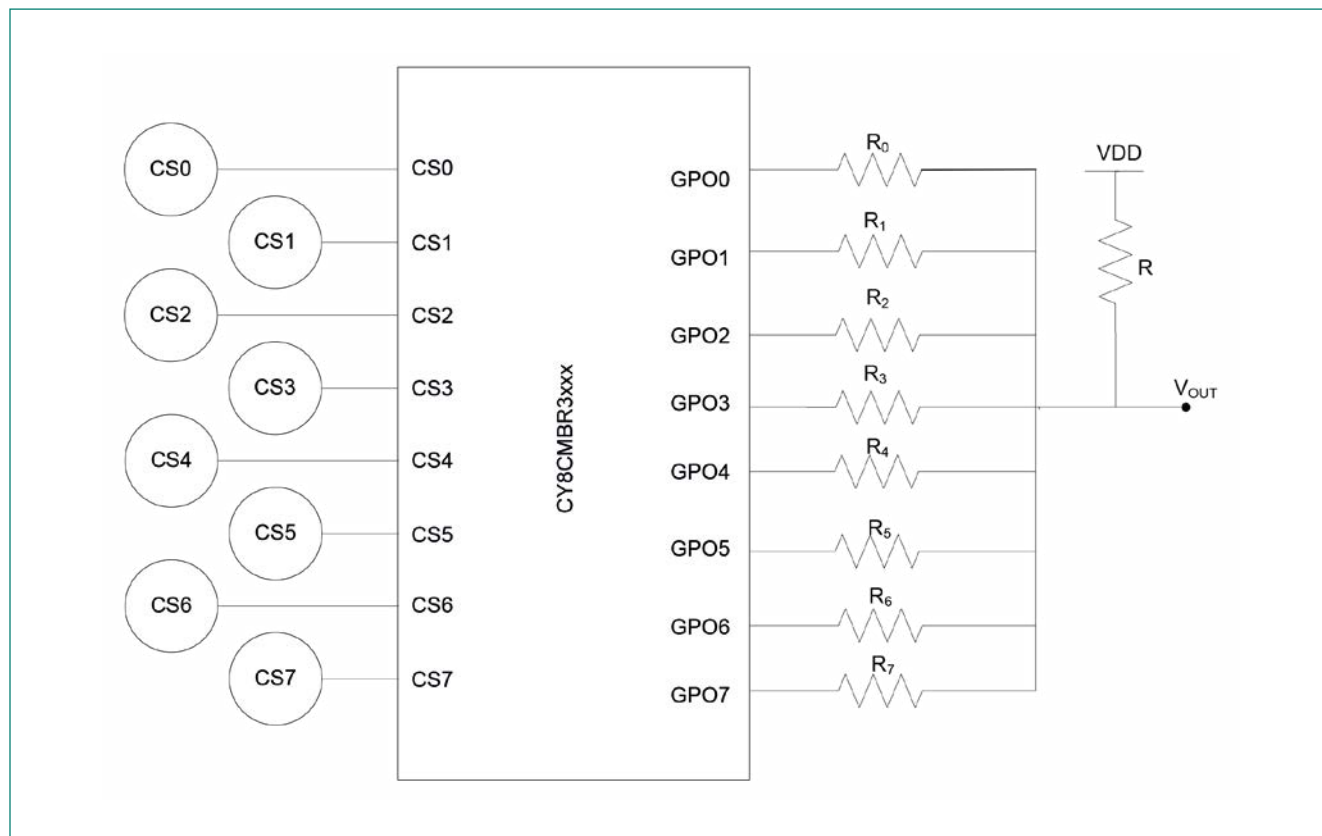 CS0
CS1
CS2
CS3
CS4
CS5
CS6
CS7
CS0
CS1
CS2
CS3
CS4
CS5
CS6
CS7
CY8CMBR3xxx
GPO0
GPO1
GPO2
GPO3
GPO4
GPO5
GPO6
GPO7
R0
R1
R2
R3
R4
R5
R6
R7
VDD
R
VOUT